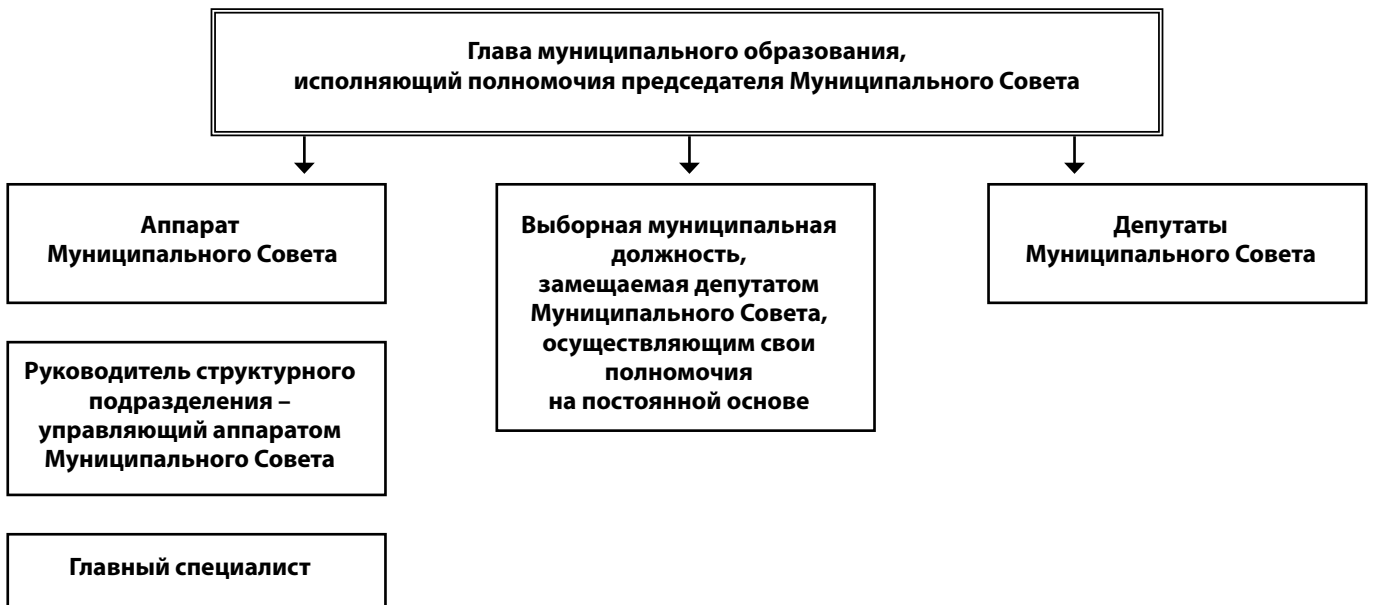 Глава муниципального образования,
исполняющий полномочия председателя Муниципального Совета
Аппарат
Муниципального Совета
Руководитель структурного
подразделения –
управляющий аппаратом
Муниципального Совета
Главный специалист
Выборная муниципальная
должность,
замещаемая депутатом
Муниципального Совета,
осуществляющим свои
полномочия
на постоянной основе
Депутаты
Муниципального Совета